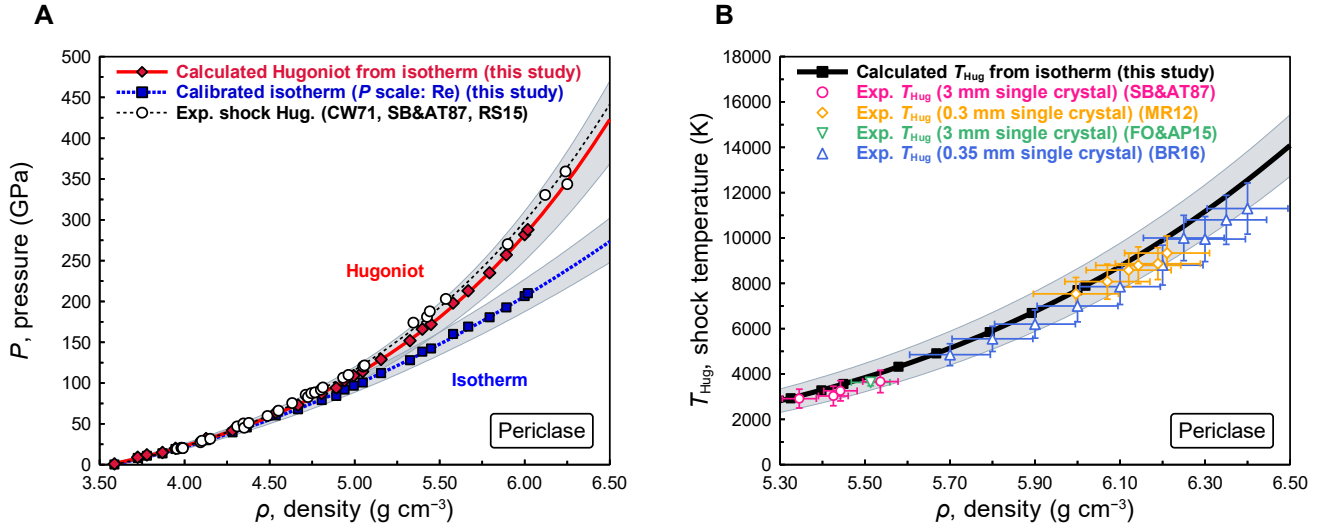 A
500
450
400
350
300
250
200
150
100
50
0
3.50
4.00
4.50
5.00
5.50
6.00
6.50
P, pressure (GPa)
ρ, density (g cm⁻³)
Calculated Hugoniot from isotherm (this study)
Calibrated isotherm (P scale: Re) (this study)
Exp. shock Hug. (CW71, SB&AT87, RS15)
Hugoniot
Isotherm
Periclase
B
18000
16000
14000
12000
10000
8000
6000
4000
2000
0
5.30
5.50
5.70
5.90
6.10
6.30
6.50
THug, shock temperature (K)
ρ, density (g cm⁻³)
Calculated THug from isotherm (this study)
Exp. THug (3 mm single crystal) (SB&AT87)
Exp. THug (0.3 mm single crystal) (MR12)
Exp. THug (3 mm single crystal) (FO&AP15)
Exp. THug (0.35 mm single crystal) (BR16)
Periclase